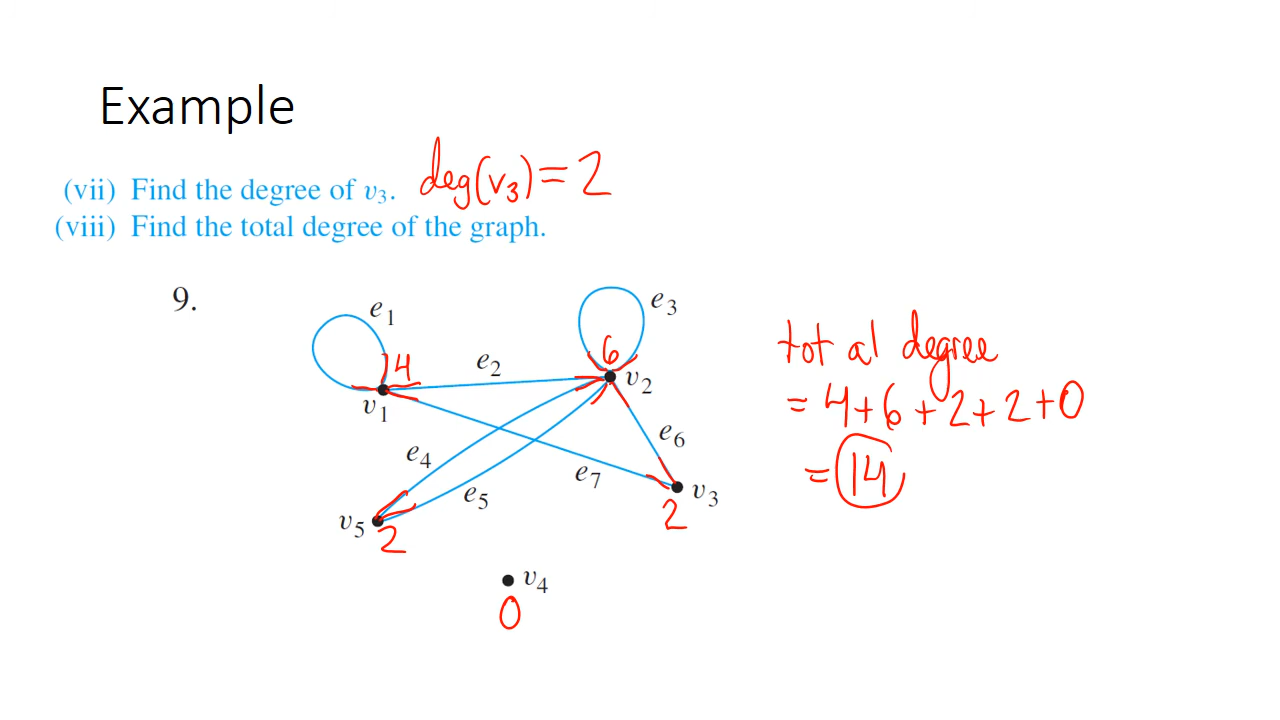 Example
(vii) Find the degree of v₃. deg(v₃) = 2
(viii) Find the total degree of the graph.
9.
e₁
e₃
total degree
4
e₂
6
v₂
v₁
= 4+6+2+2+0
e₄
e₆
e₇
= 14
e₅
v₃
v₅
2
2
v₄
0